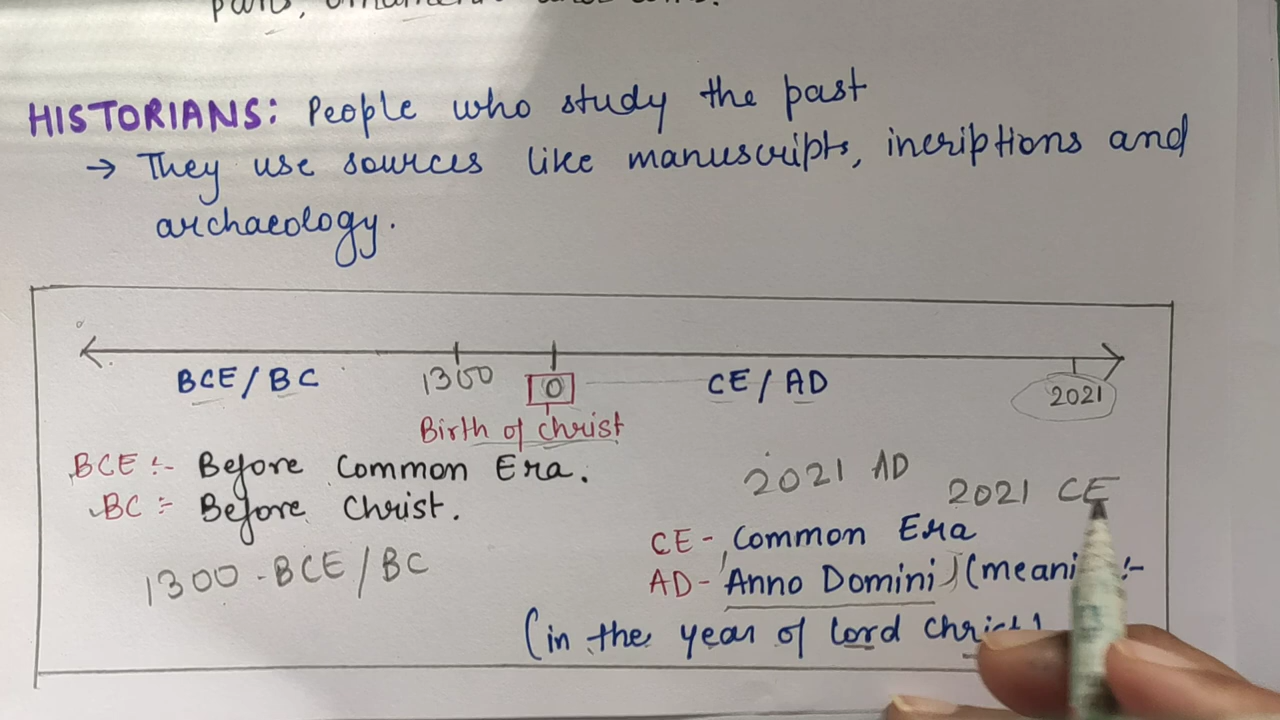 HISTORIANS: People who study the past
→ They use sources like manuscripts, incriptions and
archaeology.
1300 0 2021
BCE / BC CE / AD
Birth of christ
BCE :- Before Common Era.
BC :- Before Christ.
1300 - BCE / BC
2021 AD
2021 CE
CE - Common Era
AD - Anno Domini (meani :-
(in the year of lord christ)